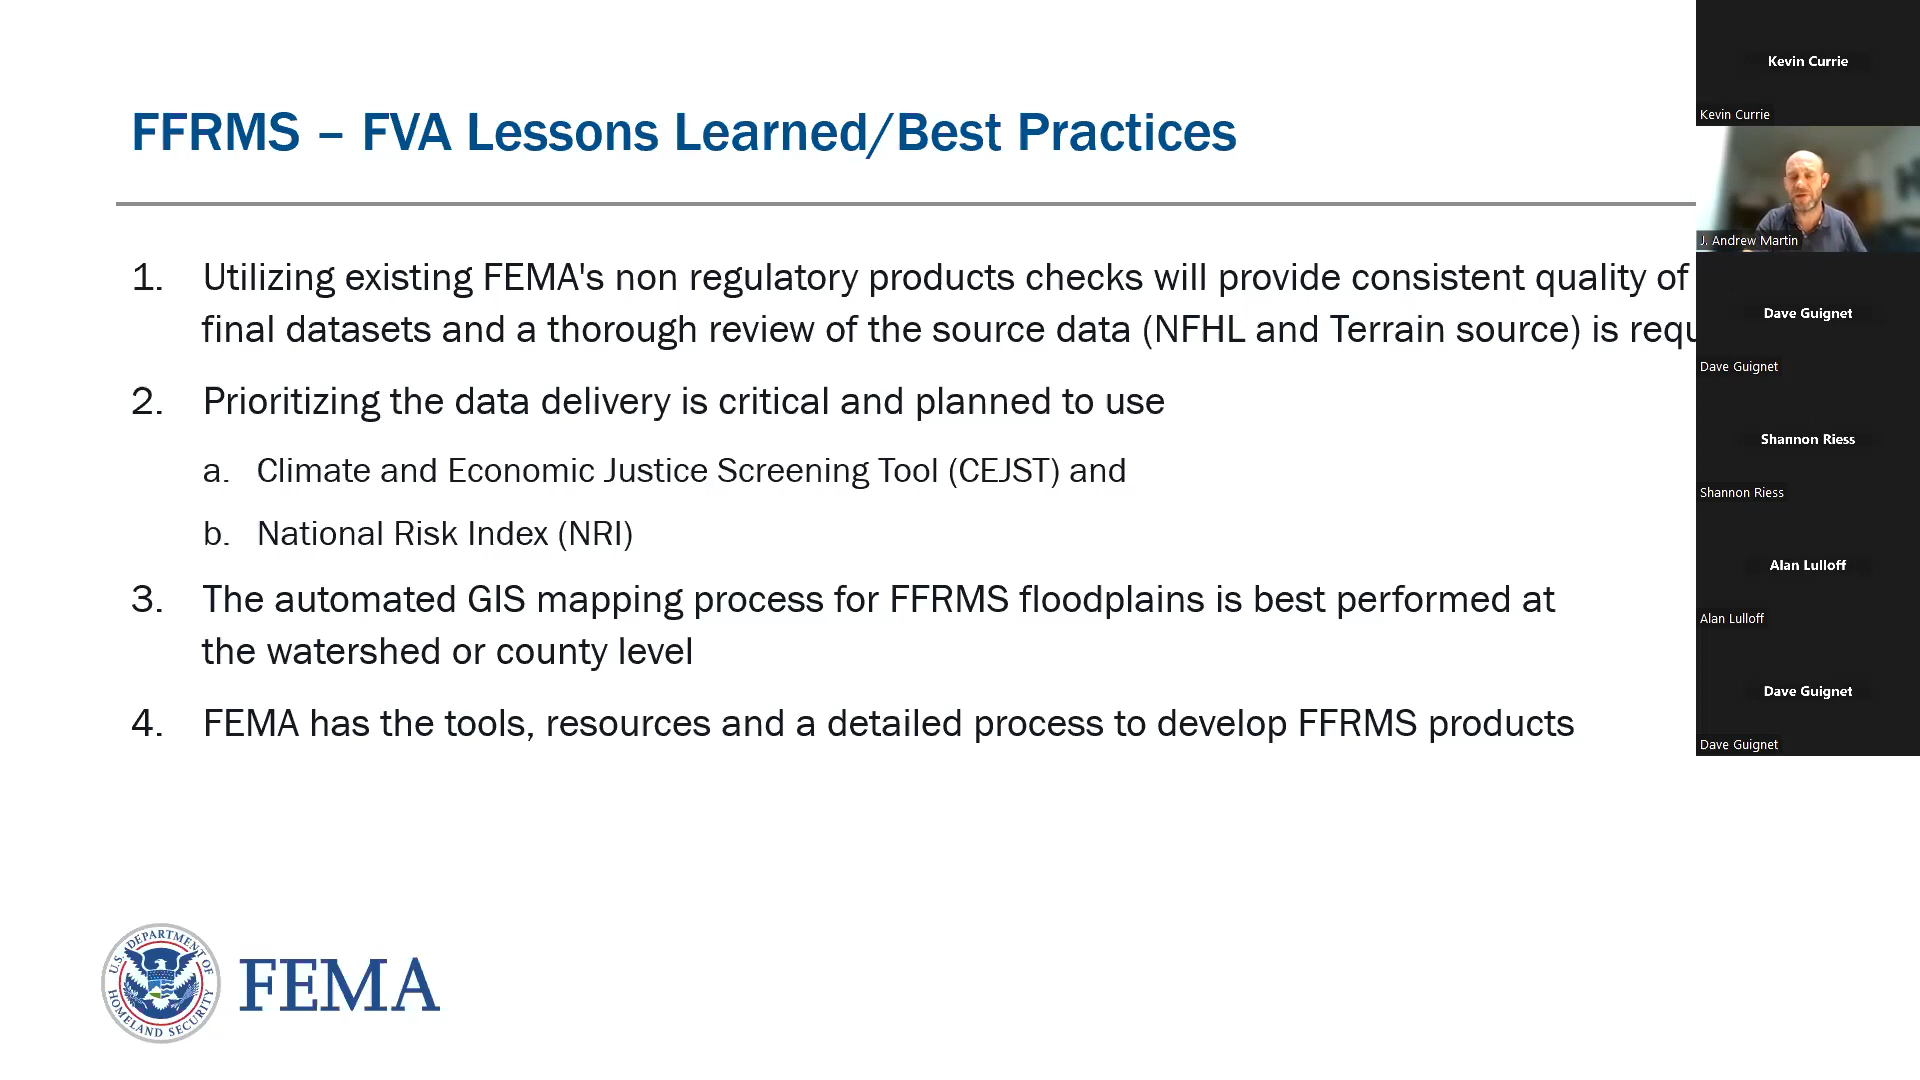 FFRMS – FVA Lessons Learned/Best Practices
1. Utilizing existing FEMA's non regulatory products checks will provide consistent quality of
final datasets and a thorough review of the source data (NFHL and Terrain source) is requ
2. Prioritizing the data delivery is critical and planned to use
a. Climate and Economic Justice Screening Tool (CEJST) and
b. National Risk Index (NRI)
3. The automated GIS mapping process for FFRMS floodplains is best performed at
the watershed or county level
4. FEMA has the tools, resources and a detailed process to develop FFRMS products
U.S. DEPARTMENT OF HOMELAND SECURITY
FEMA
Kevin Currie
Kevin Currie
J. Andrew Martin
Dave Guignet
Dave Guignet
Shannon Riess
Shannon Riess
Alan Lulloff
Alan Lulloff
Dave Guignet
Dave Guignet